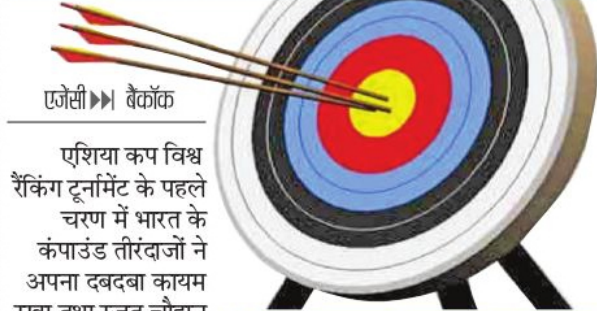 एजेंसी ▶▶| बैंकॉक
एशिया कप विश्व
रैंकिंग टूर्नामेंट के पहले
चरण में भारत के
कंपाउंड तीरंदाजों ने
अपना दबदबा कायम